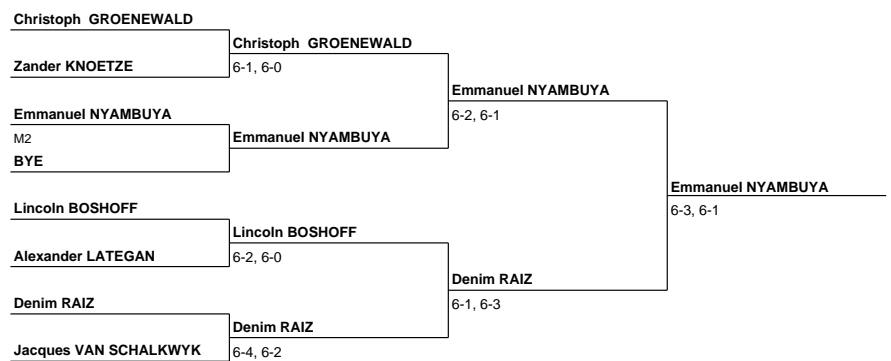 Christoph  GROENEWALD
Christoph  GROENEWALD
Zander KNOETZE
6-1, 6-0
Emmanuel NYAMBUYA
6-2, 6-1
Emmanuel NYAMBUYA
M2
Emmanuel NYAMBUYA
BYE
Emmanuel NYAMBUYA
6-3, 6-1
Lincoln BOSHOFF
Lincoln BOSHOFF
Alexander LATEGAN
6-2, 6-0
Denim RAIZ
6-1, 6-3
Denim RAIZ
Denim RAIZ
Jacques VAN SCHALKWYK
6-4, 6-2